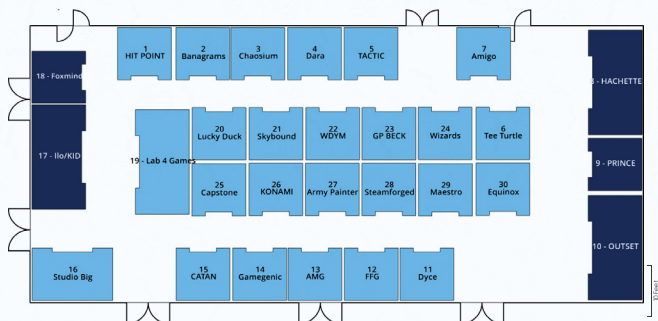 1
HIT POINT
2
Banagrams
3
Chaosium
4
Dara
5
TACTIC
7
Amigo
18 - Foxmind
- HACHETTE
20
Lucky Duck
21
Skybound
22
WDYM
23
GP BECK
24
Wizards
6
Tee Turtle
17 - Ilo/KID
19 - Lab 4 Games
9 - PRINCE
25
Capstone
26
KONAMI
27
Army Painter
28
Steamforged
29
Maestro
30
Equinox
10 - OUTSET
16
Studio Big
15
CATAN
14
Gamegenic
13
AMG
12
FFG
11
Dyce
10 Feet